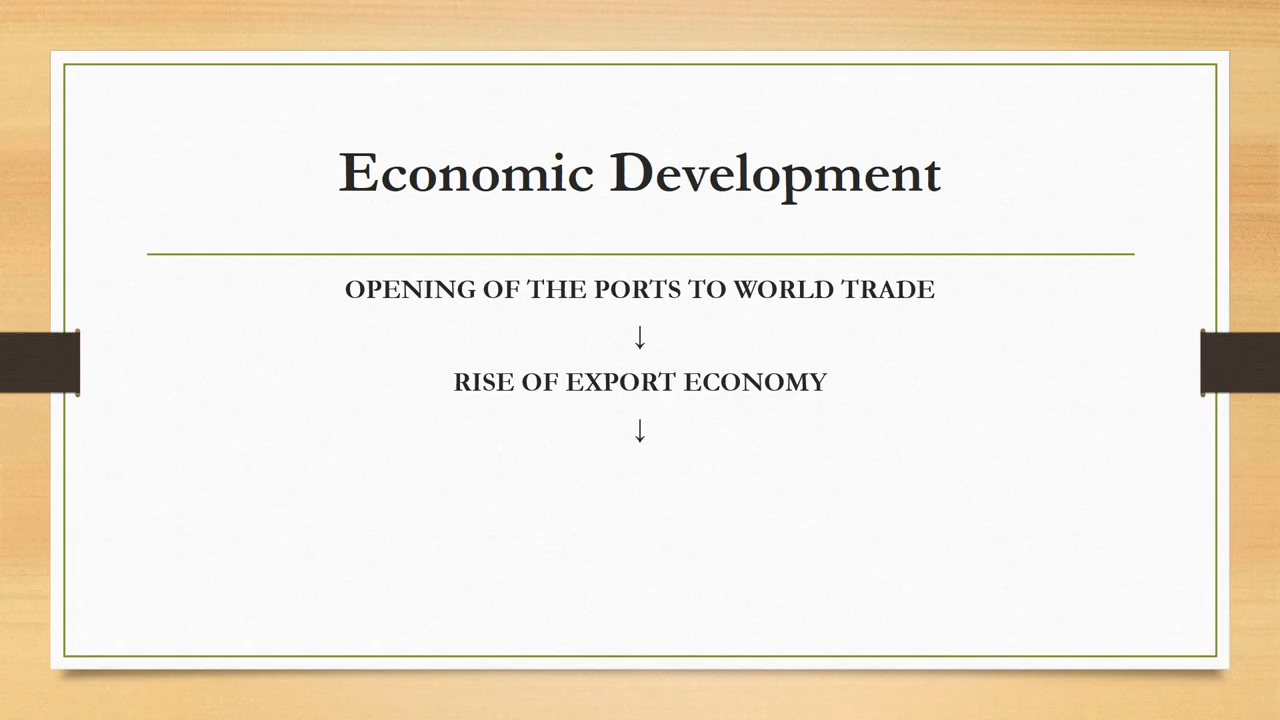 Economic Development
OPENING OF THE PORTS TO WORLD TRADE
↓
RISE OF EXPORT ECONOMY
↓